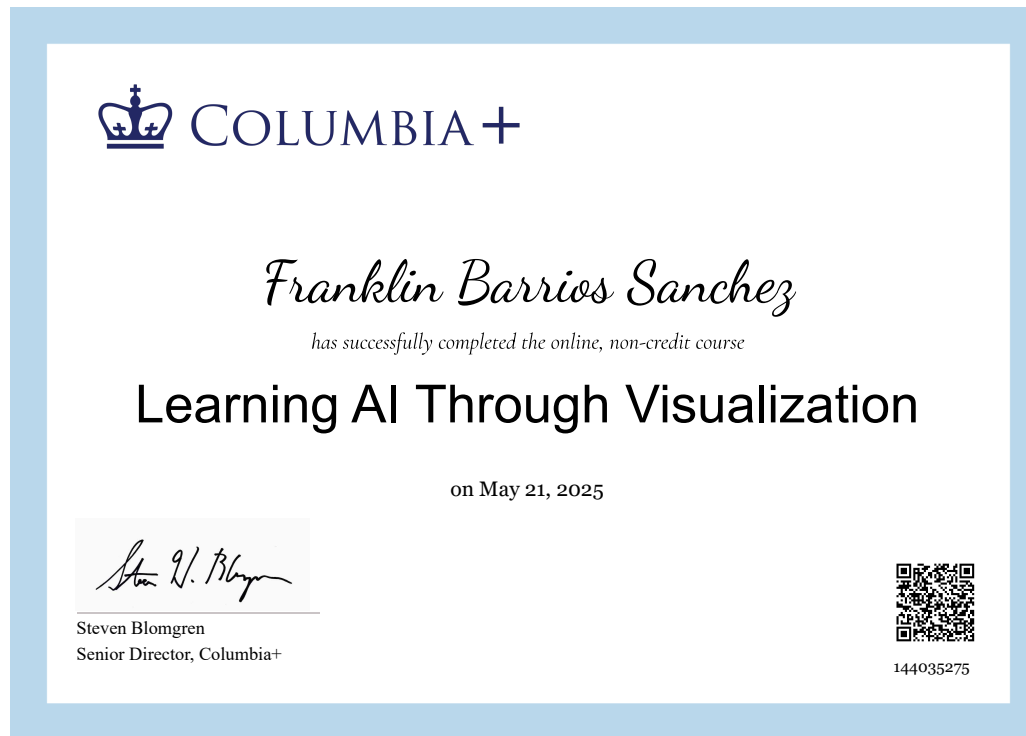 COLUMBIA+
Franklin Barrios Sanchez
has successfully completed the online, non-credit course
Learning AI Through Visualization
on May 21, 2025
Steven Blomgren
Senior Director, Columbia+
144035275